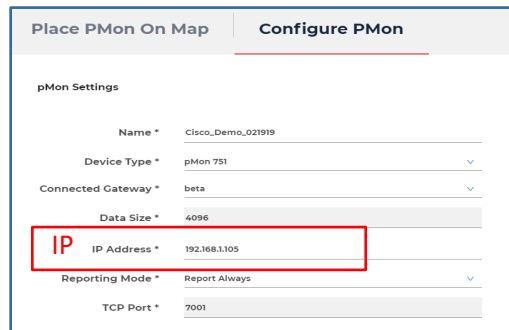 Place PMon On Map Configure PMon
pMon Settings
Name * Cisco_Demo_021919
Device Type * pMon 751
Connected Gateway * beta
Data Size * 4096
IP IP Address * 192.168.1.105
Reporting Mode * Report Always
TCP Port * 7001